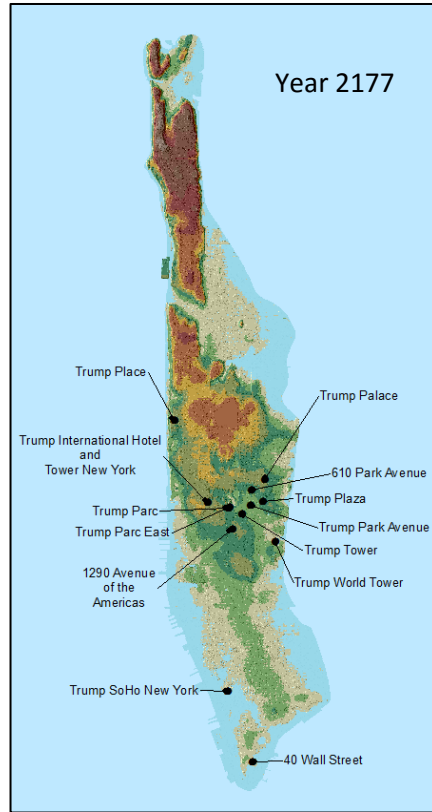 Year 2177
Trump Place
Trump Palace
Trump International Hotel
and
Tower New York
610 Park Avenue
Trump Plaza
Trump Parc
Trump Park Avenue
Trump Parc East
Trump Tower
1290 Avenue
of the
Americas
Trump World Tower
Trump SoHo New York
40 Wall Street